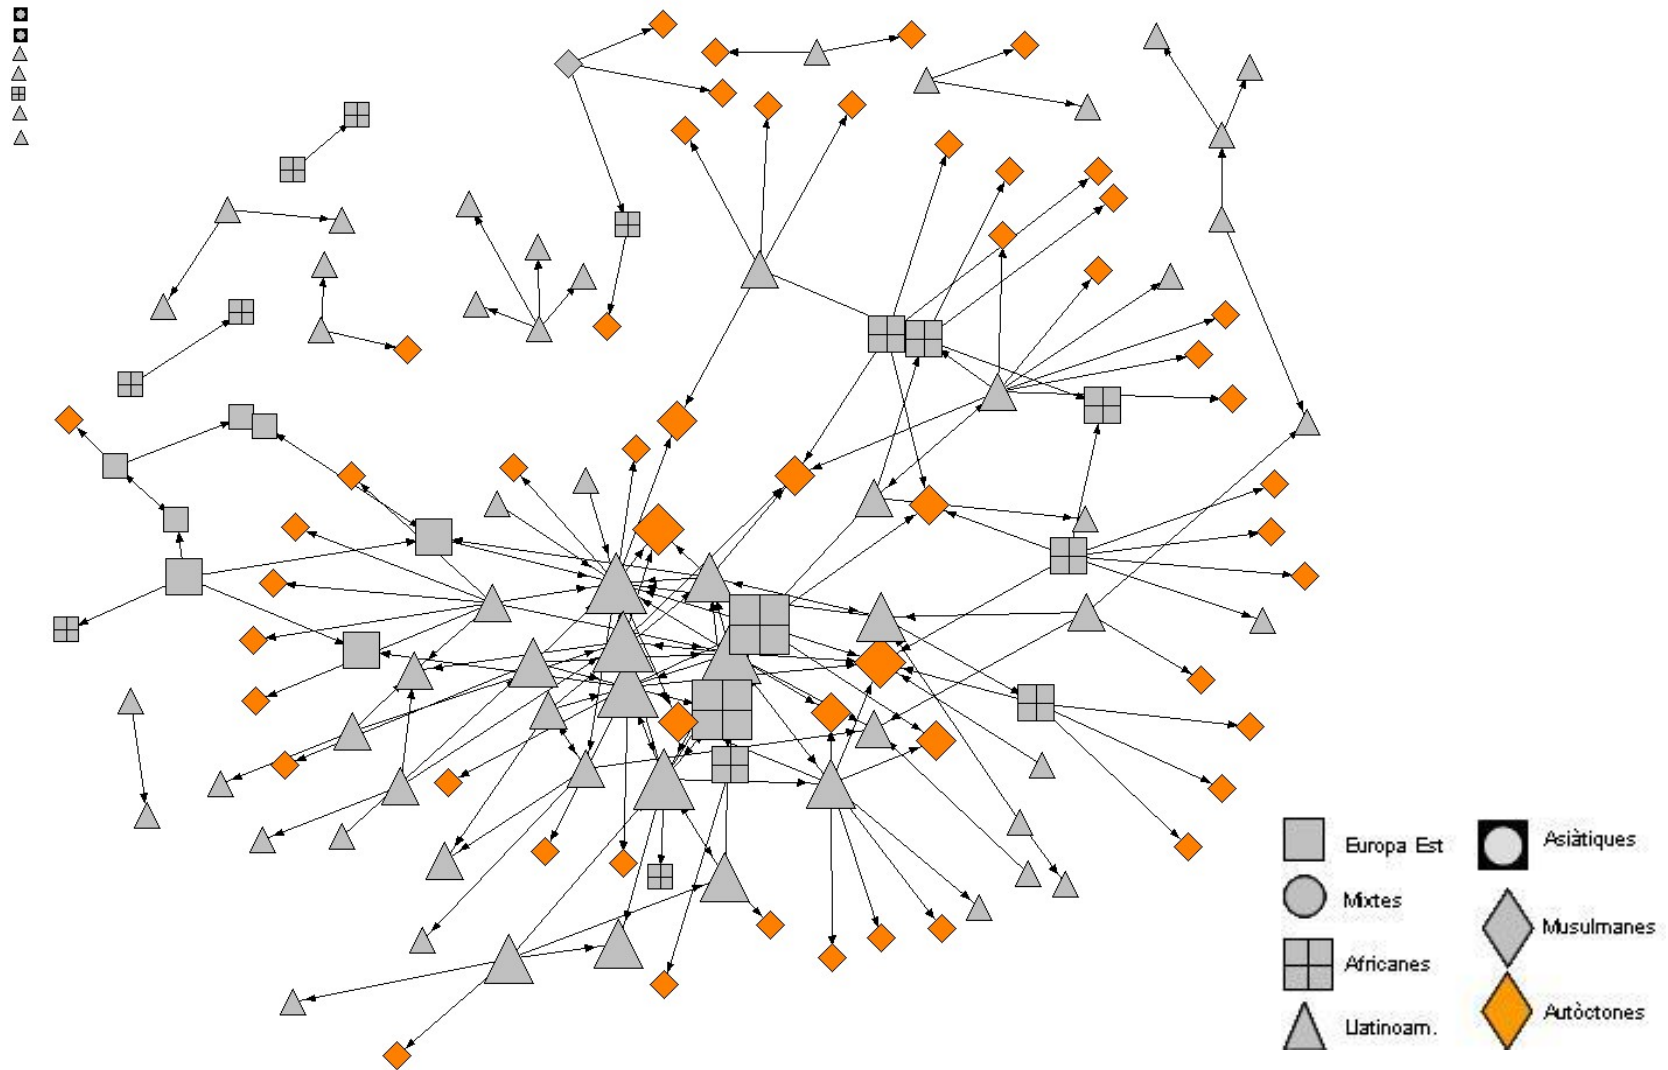 Europa Est
Mixtes
Africanes
Llatinoam.
Asiàtiques
Musulmanes
Autòctones